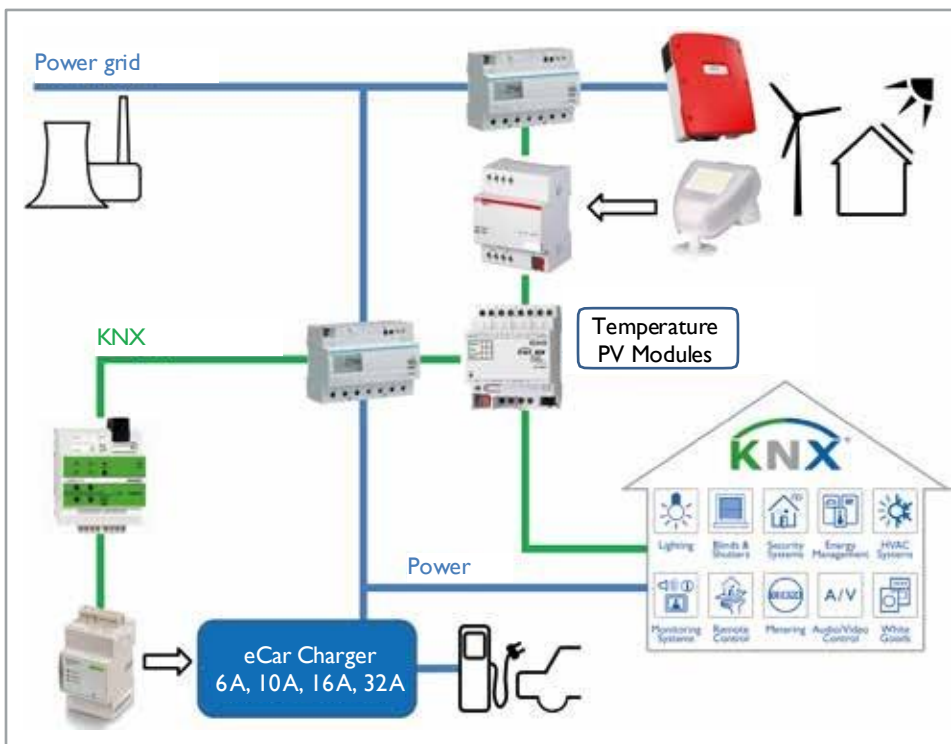 Power grid
KNX
Temperature
PV Modules
KNX
Lighting
Blinds &
Shutters
Security
Systems
Energy
Management
HVAC
Systems
Power
Monitoring
Systems
Remote
Control
Metering
A/V
Audio/Video
Control
White
Goods
eCar Charger
6A, 10A, 16A, 32A